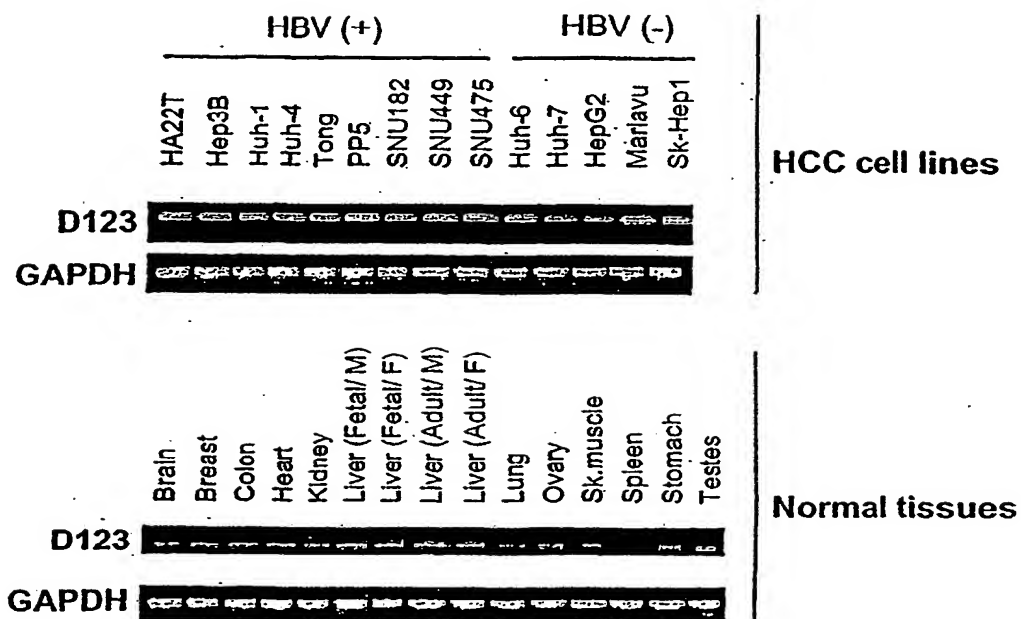 HBV (+) HBV (-)
HA22T Hep3B Huh-1 Huh-4 Tong PP5 SNU182 SNU449 SNU475 Huh-6 Huh-7 HepG2 Marlavu Sk-Hep1
HCC cell lines
D123
GAPDH
Brain Breast Colon Heart Kidney Liver (Fetal/ M) Liver (Fetal/ F) Liver (Adult/ M) Liver (Adult/ F) Lung Ovary Sk.muscle Spleen Stomach Testes
Normal tissues
D123
GAPDH